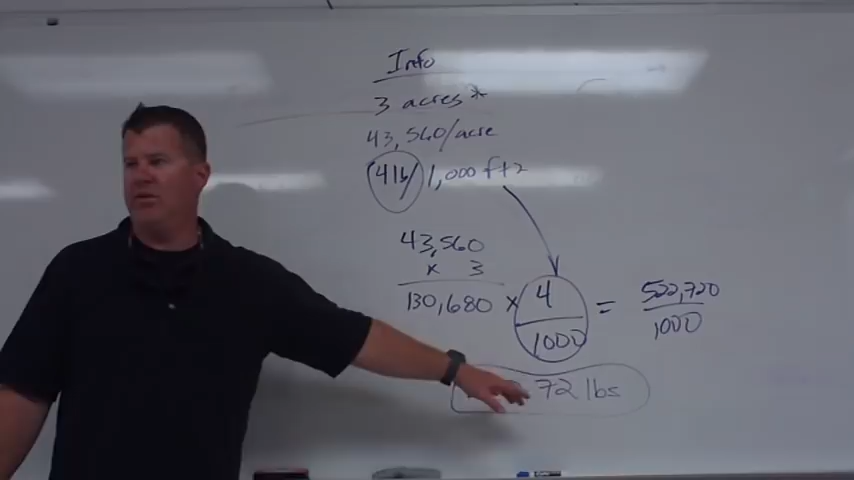 Info
3 acres *
43,560/acre
4lb/1,000 ft2
43,560
x 3
130,680 x 4/1000 = 522,720/1000
72 lbs